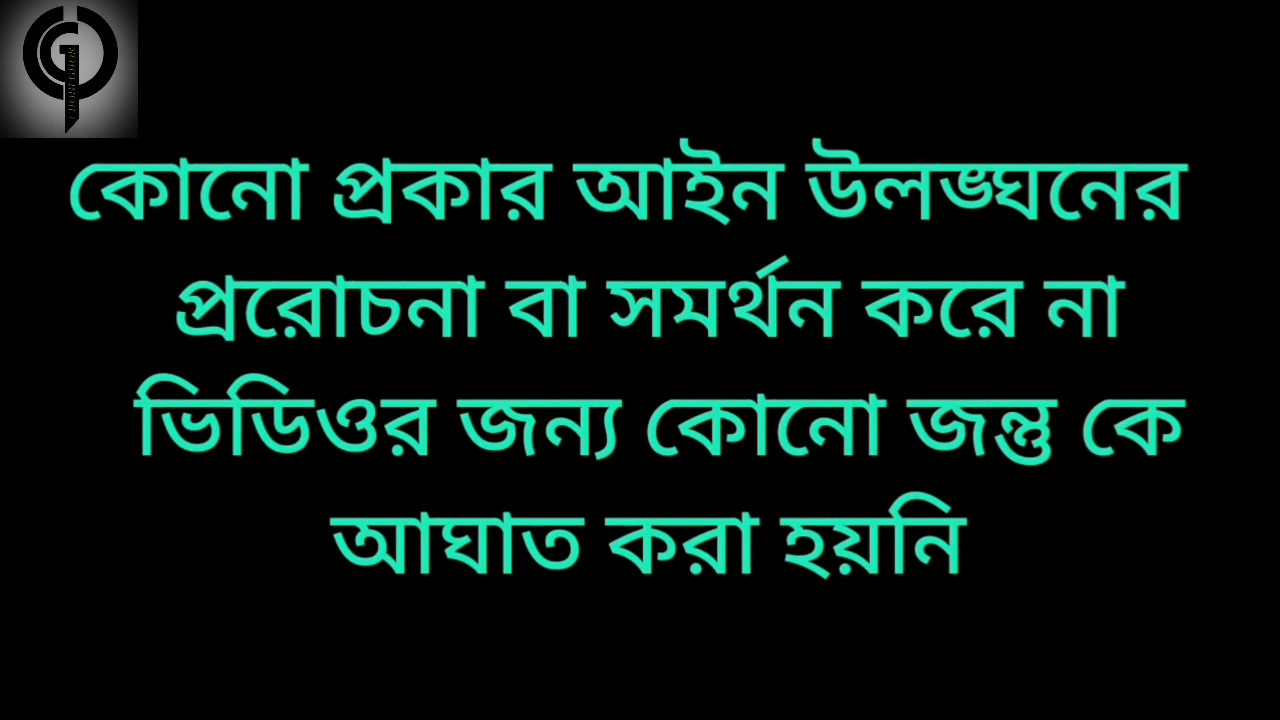 কোনো প্রকার আইন উলঙ্ঘনের
প্ররোচনা বা সমর্থন করে না
ভিডিওর জন্য কোনো জন্তু কে
আঘাত করা হয়নি